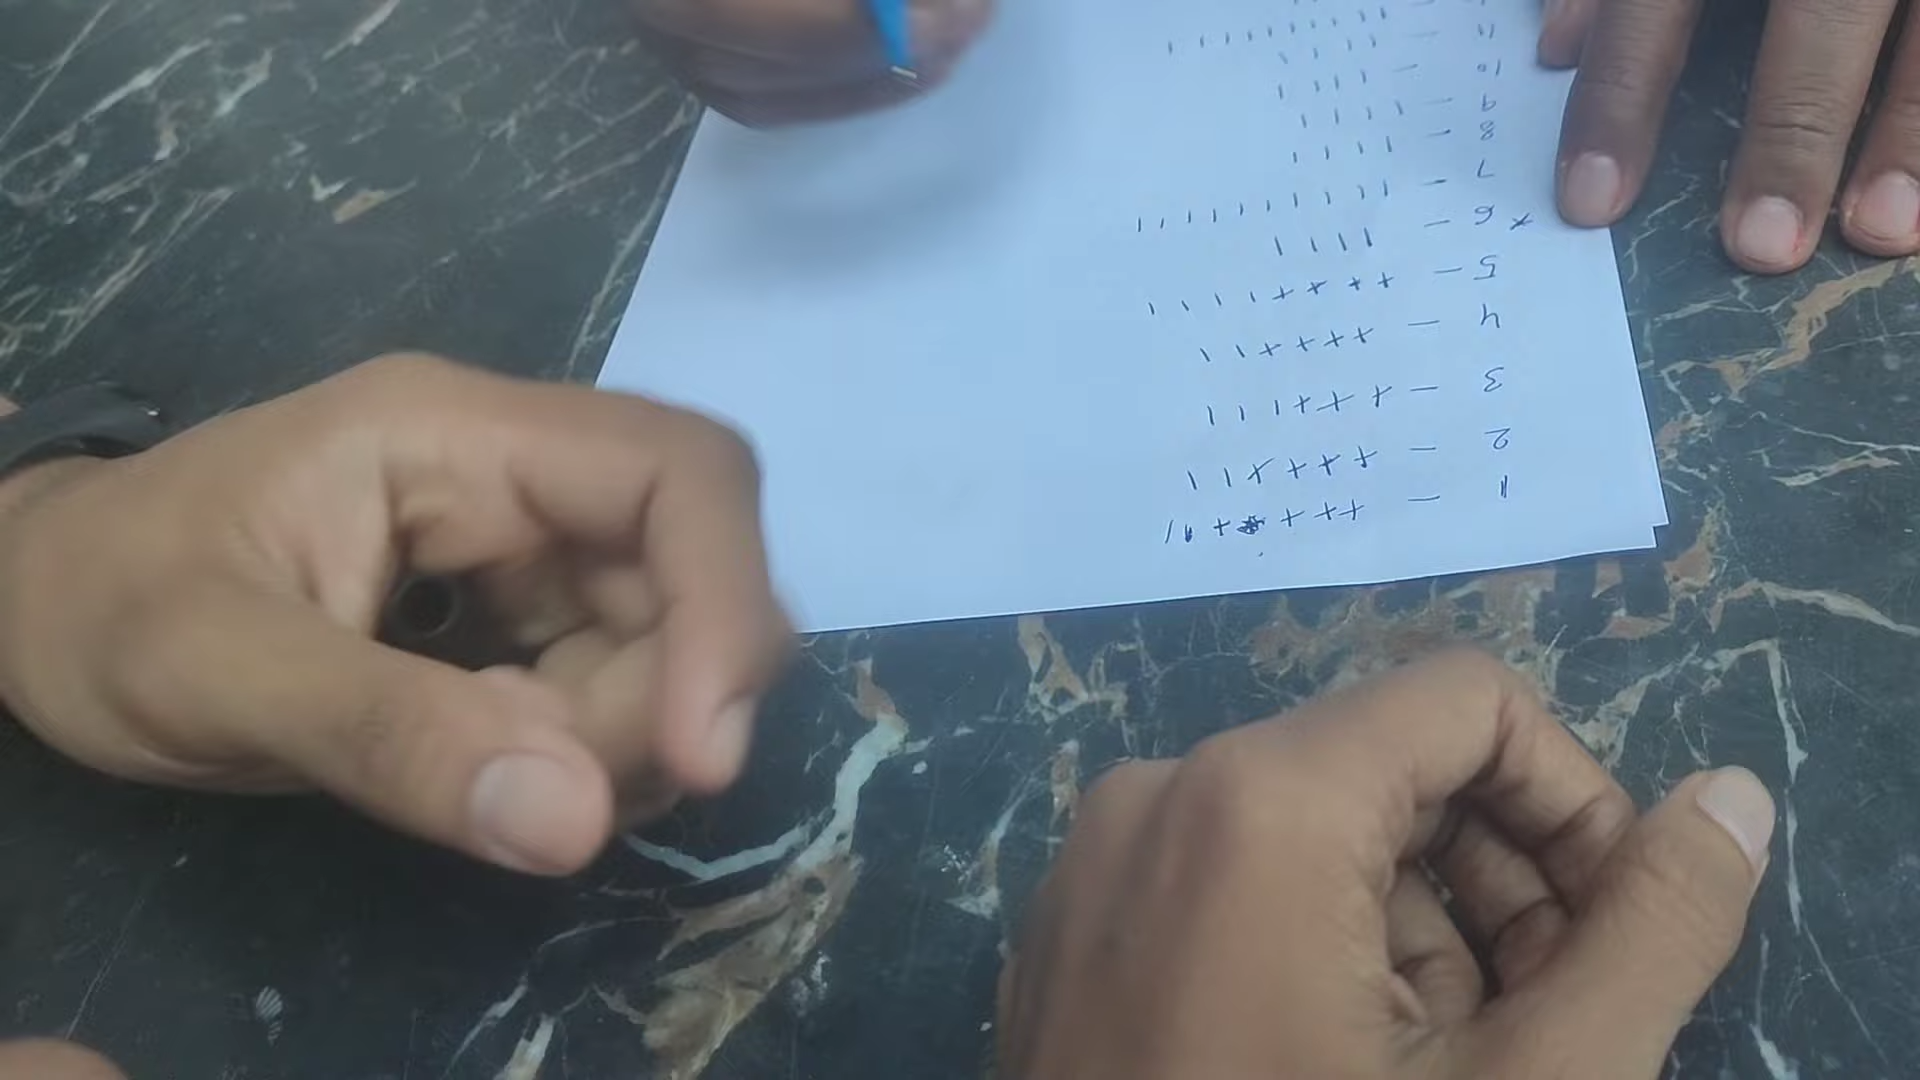 1 - + + + + | |
2 - + + + + | |
3 - + + + | | |
4 - + + + + | |
5 - + + + + | | | |
* 6 - | | | |
7 - | | | | | | | | | |
8 - | | | |
9 - | | | |
10 - | | | |
11 - | | | |